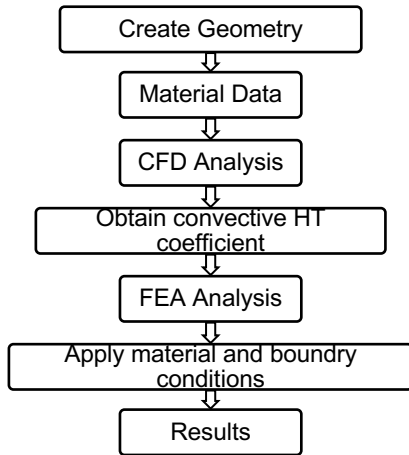 Create Geometry
Material Data
CFD Analysis
Obtain convective HT
coefficient
FEA Analysis
Apply material and boundry
conditions
Results